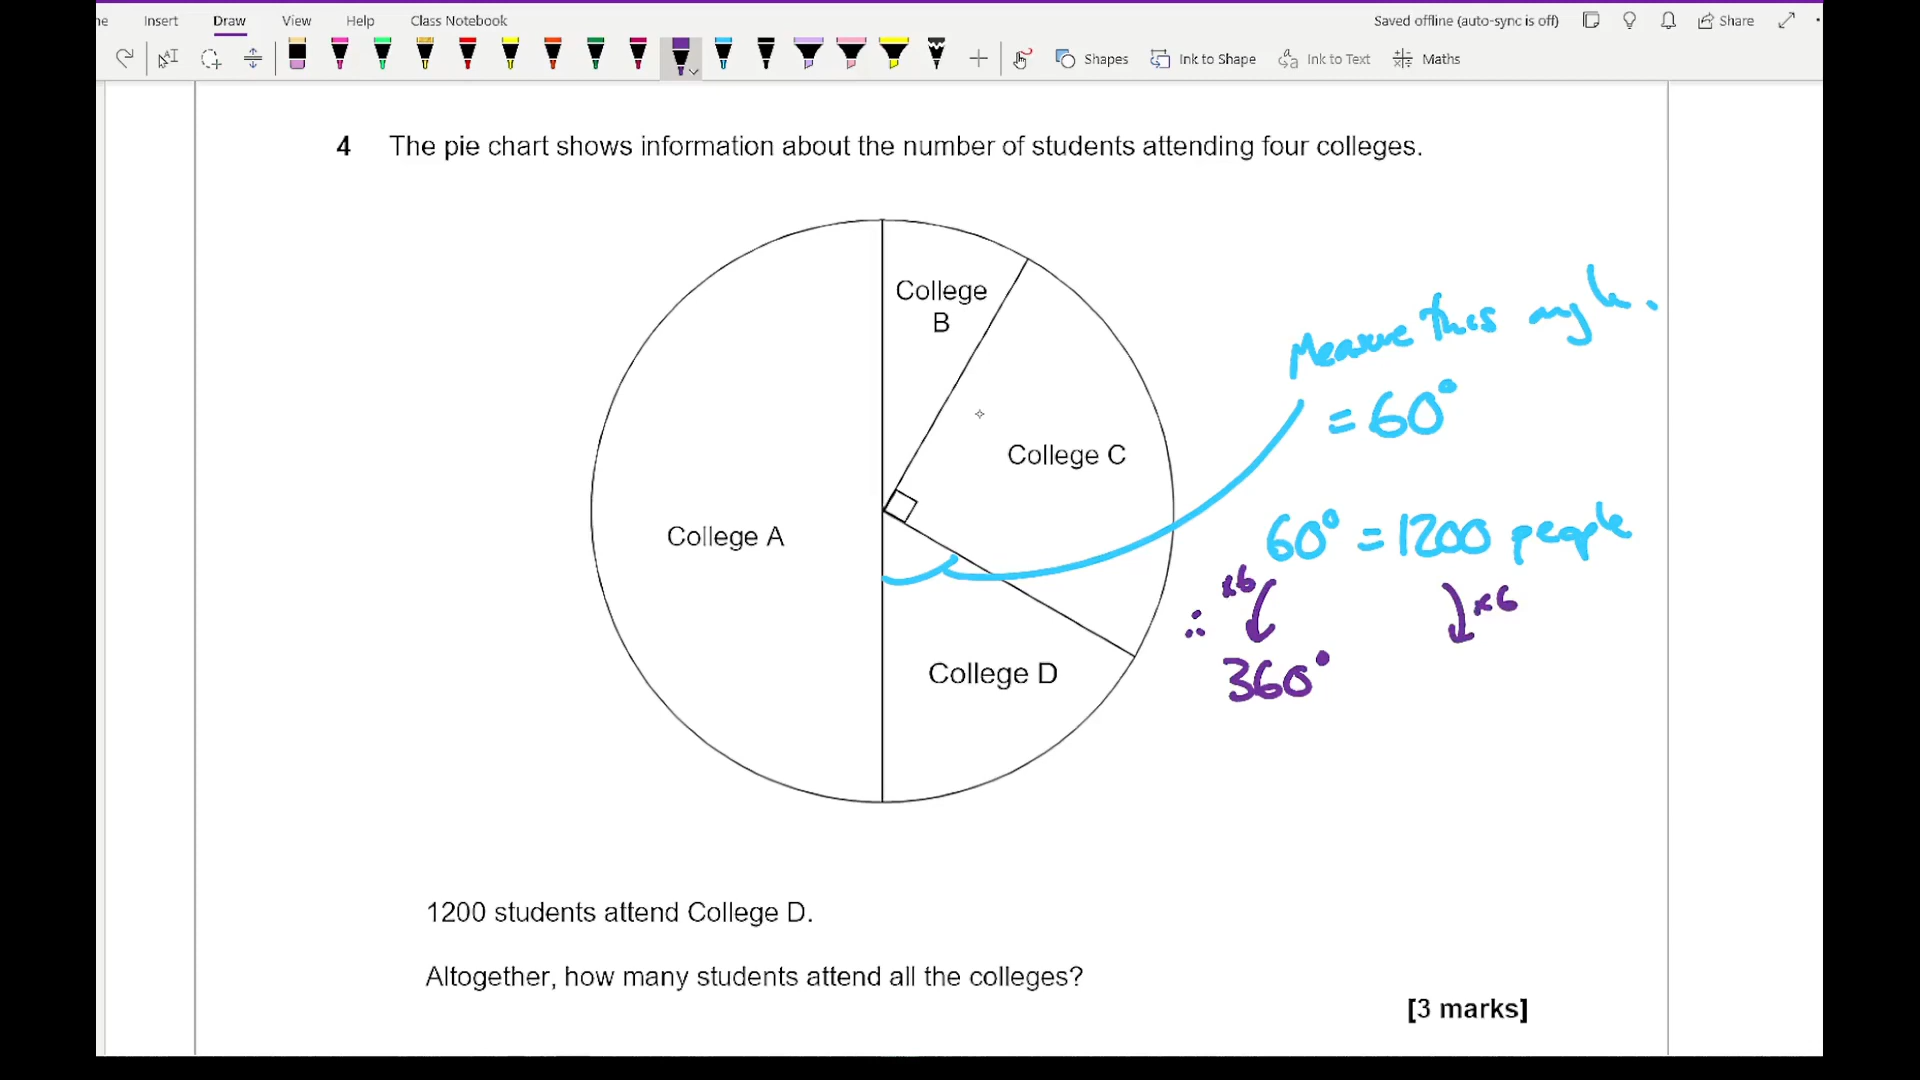 ne Insert Draw View Help Class Notebook Saved offline (auto-sync is off) Share
Shapes Ink to Shape Ink to Text Maths
4 The pie chart shows information about the number of students attending four colleges.
College
B
College C
College A
College D
Measure this angle.
= 60°
60° = 1200 people
×6 ×6
∴ 360°
1200 students attend College D.
Altogether, how many students attend all the colleges?
[3 marks]